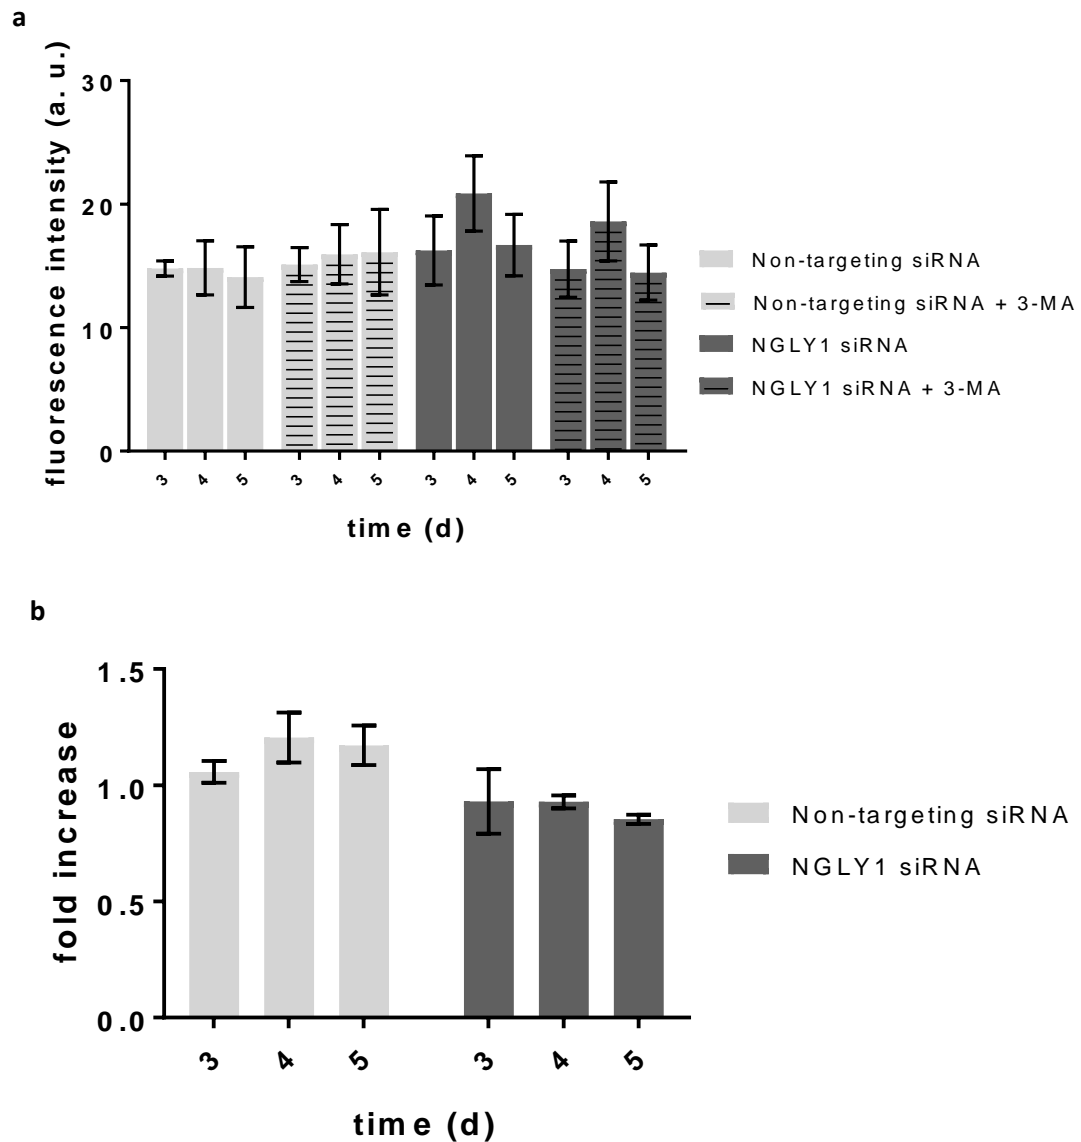 a
fluorescence intensity (a. u.)
30
20
10
0
3 4 5 3 4 5 3 4 5 3 4 5
time (d)
Non-targeting siRNA
Non-targeting siRNA + 3-MA
NGLY1 siRNA
NGLY1 siRNA + 3-MA
b
fold increase
1.5
1.0
0.5
0.0
3 4 5 3 4 5
time (d)
Non-targeting siRNA
NGLY1 siRNA